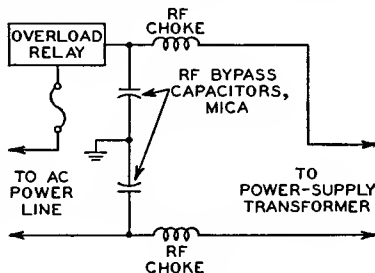 RF
CHOKE
OVERLOAD
RELAY
RF BYPASS
CAPACITORS,
MICA
TO AC
POWER
LINE
TO
POWER-SUPPLY
TRANSFORMER
RF
CHOKE